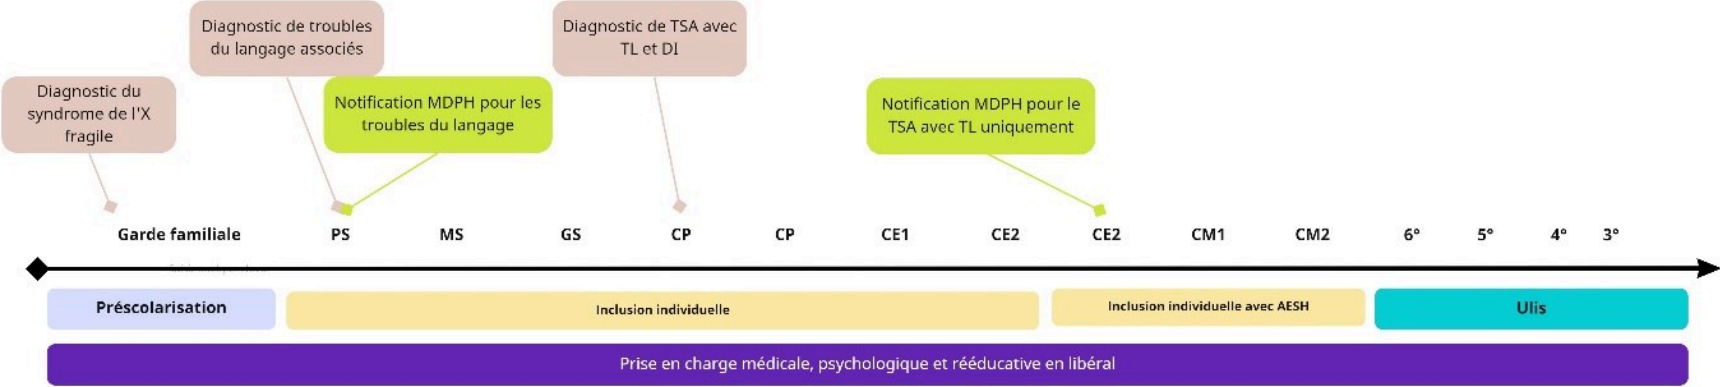 Diagnostic de troubles
du langage associés
Diagnostic de TSA avec
TL et DI
Diagnostic du
syndrome de l'X
fragile
Notification MDPH pour les
troubles du langage
Notification MDPH pour le
TSA avec TL uniquement
Garde familiale PS MS GS CP CP CE1 CE2 CE2 CM1 CM2 6° 5° 4° 3°
Préscolarisation
Inclusion individuelle
Inclusion individuelle avec AESH
Ulis
Prise en charge médicale, psychologique et rééducative en libéral